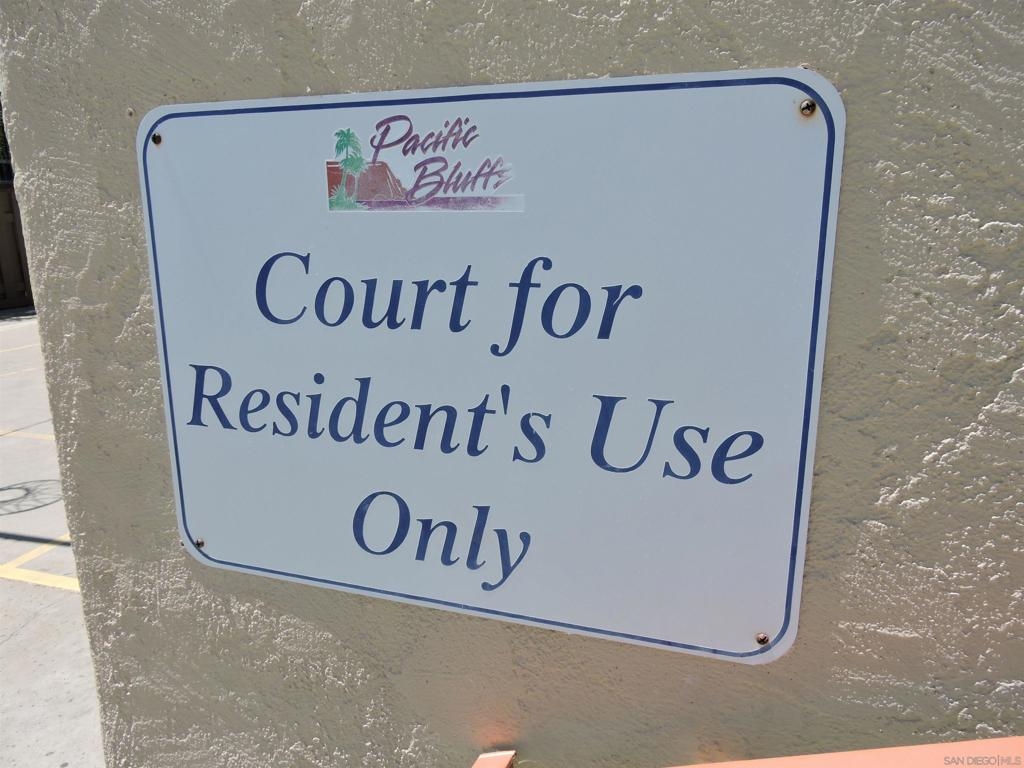 Pacific
Bluffs
Court for
Resident's Use
Only
SAN DIEGO|MLS